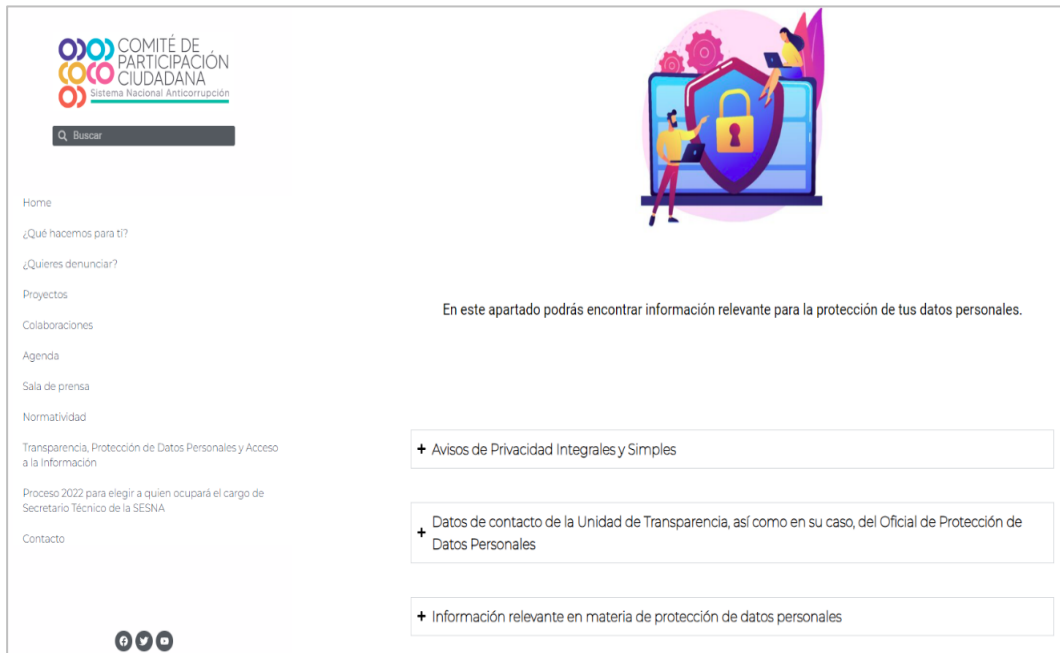 COMITÉ DE
PARTICIPACIÓN
CIUDADANA
Sistema Nacional Anticorrupción
Buscar
Home
¿Qué hacemos para ti?
¿Quieres denunciar?
Proyectos
Colaboraciones
Agenda
Sala de prensa
Normatividad
Transparencia, Protección de Datos Personales y Acceso
a la Información
Proceso 2022 para elegir a quien ocupará el cargo de
Secretario Técnico de la SESNA
Contacto
En este apartado podrás encontrar información relevante para la protección de tus datos personales.
+ Avisos de Privacidad Integrales y Simples
+ Datos de contacto de la Unidad de Transparencia, así como en su caso, del Oficial de Protección de
Datos Personales
+ Información relevante en materia de protección de datos personales